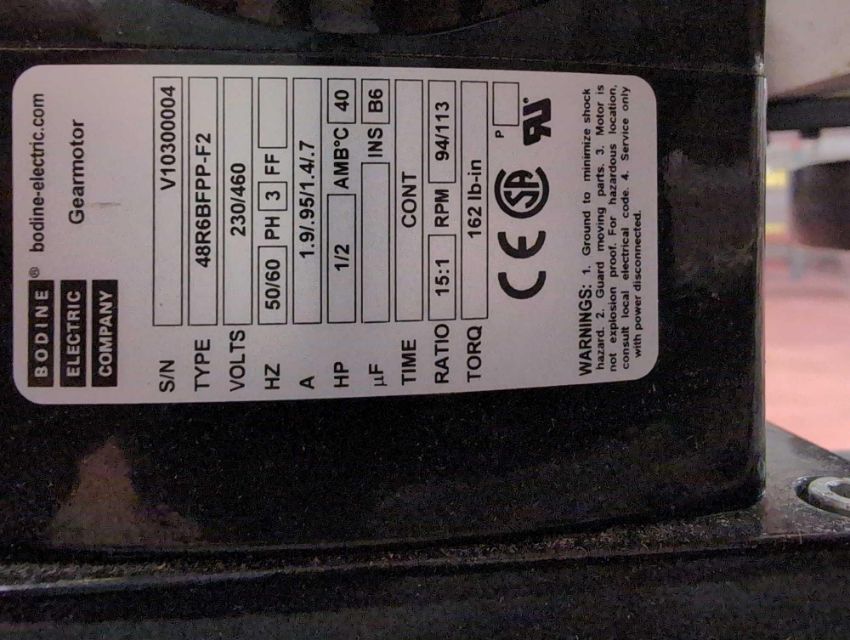 BODINE ® bodine-electric.com
ELECTRIC Gearmotor
COMPANY
S/N V10300004
TYPE 48R6BFPP-F2
VOLTS 230/460
HZ 50/60 PH 3 FF
A 1.9/.95/1.4/.7
HP 1/2 AMB°C 40
µF INS B6
TIME CONT
RATIO 15:1 RPM 94/113
TORQ 162 lb-in
P
CE SA RU
WARNINGS: 1. Ground to minimize shock
hazard. 2. Guard moving parts. 3. Motor is
not explosion proof. For hazardous location,
consult local electrical code. 4. Service only
with power disconnected.